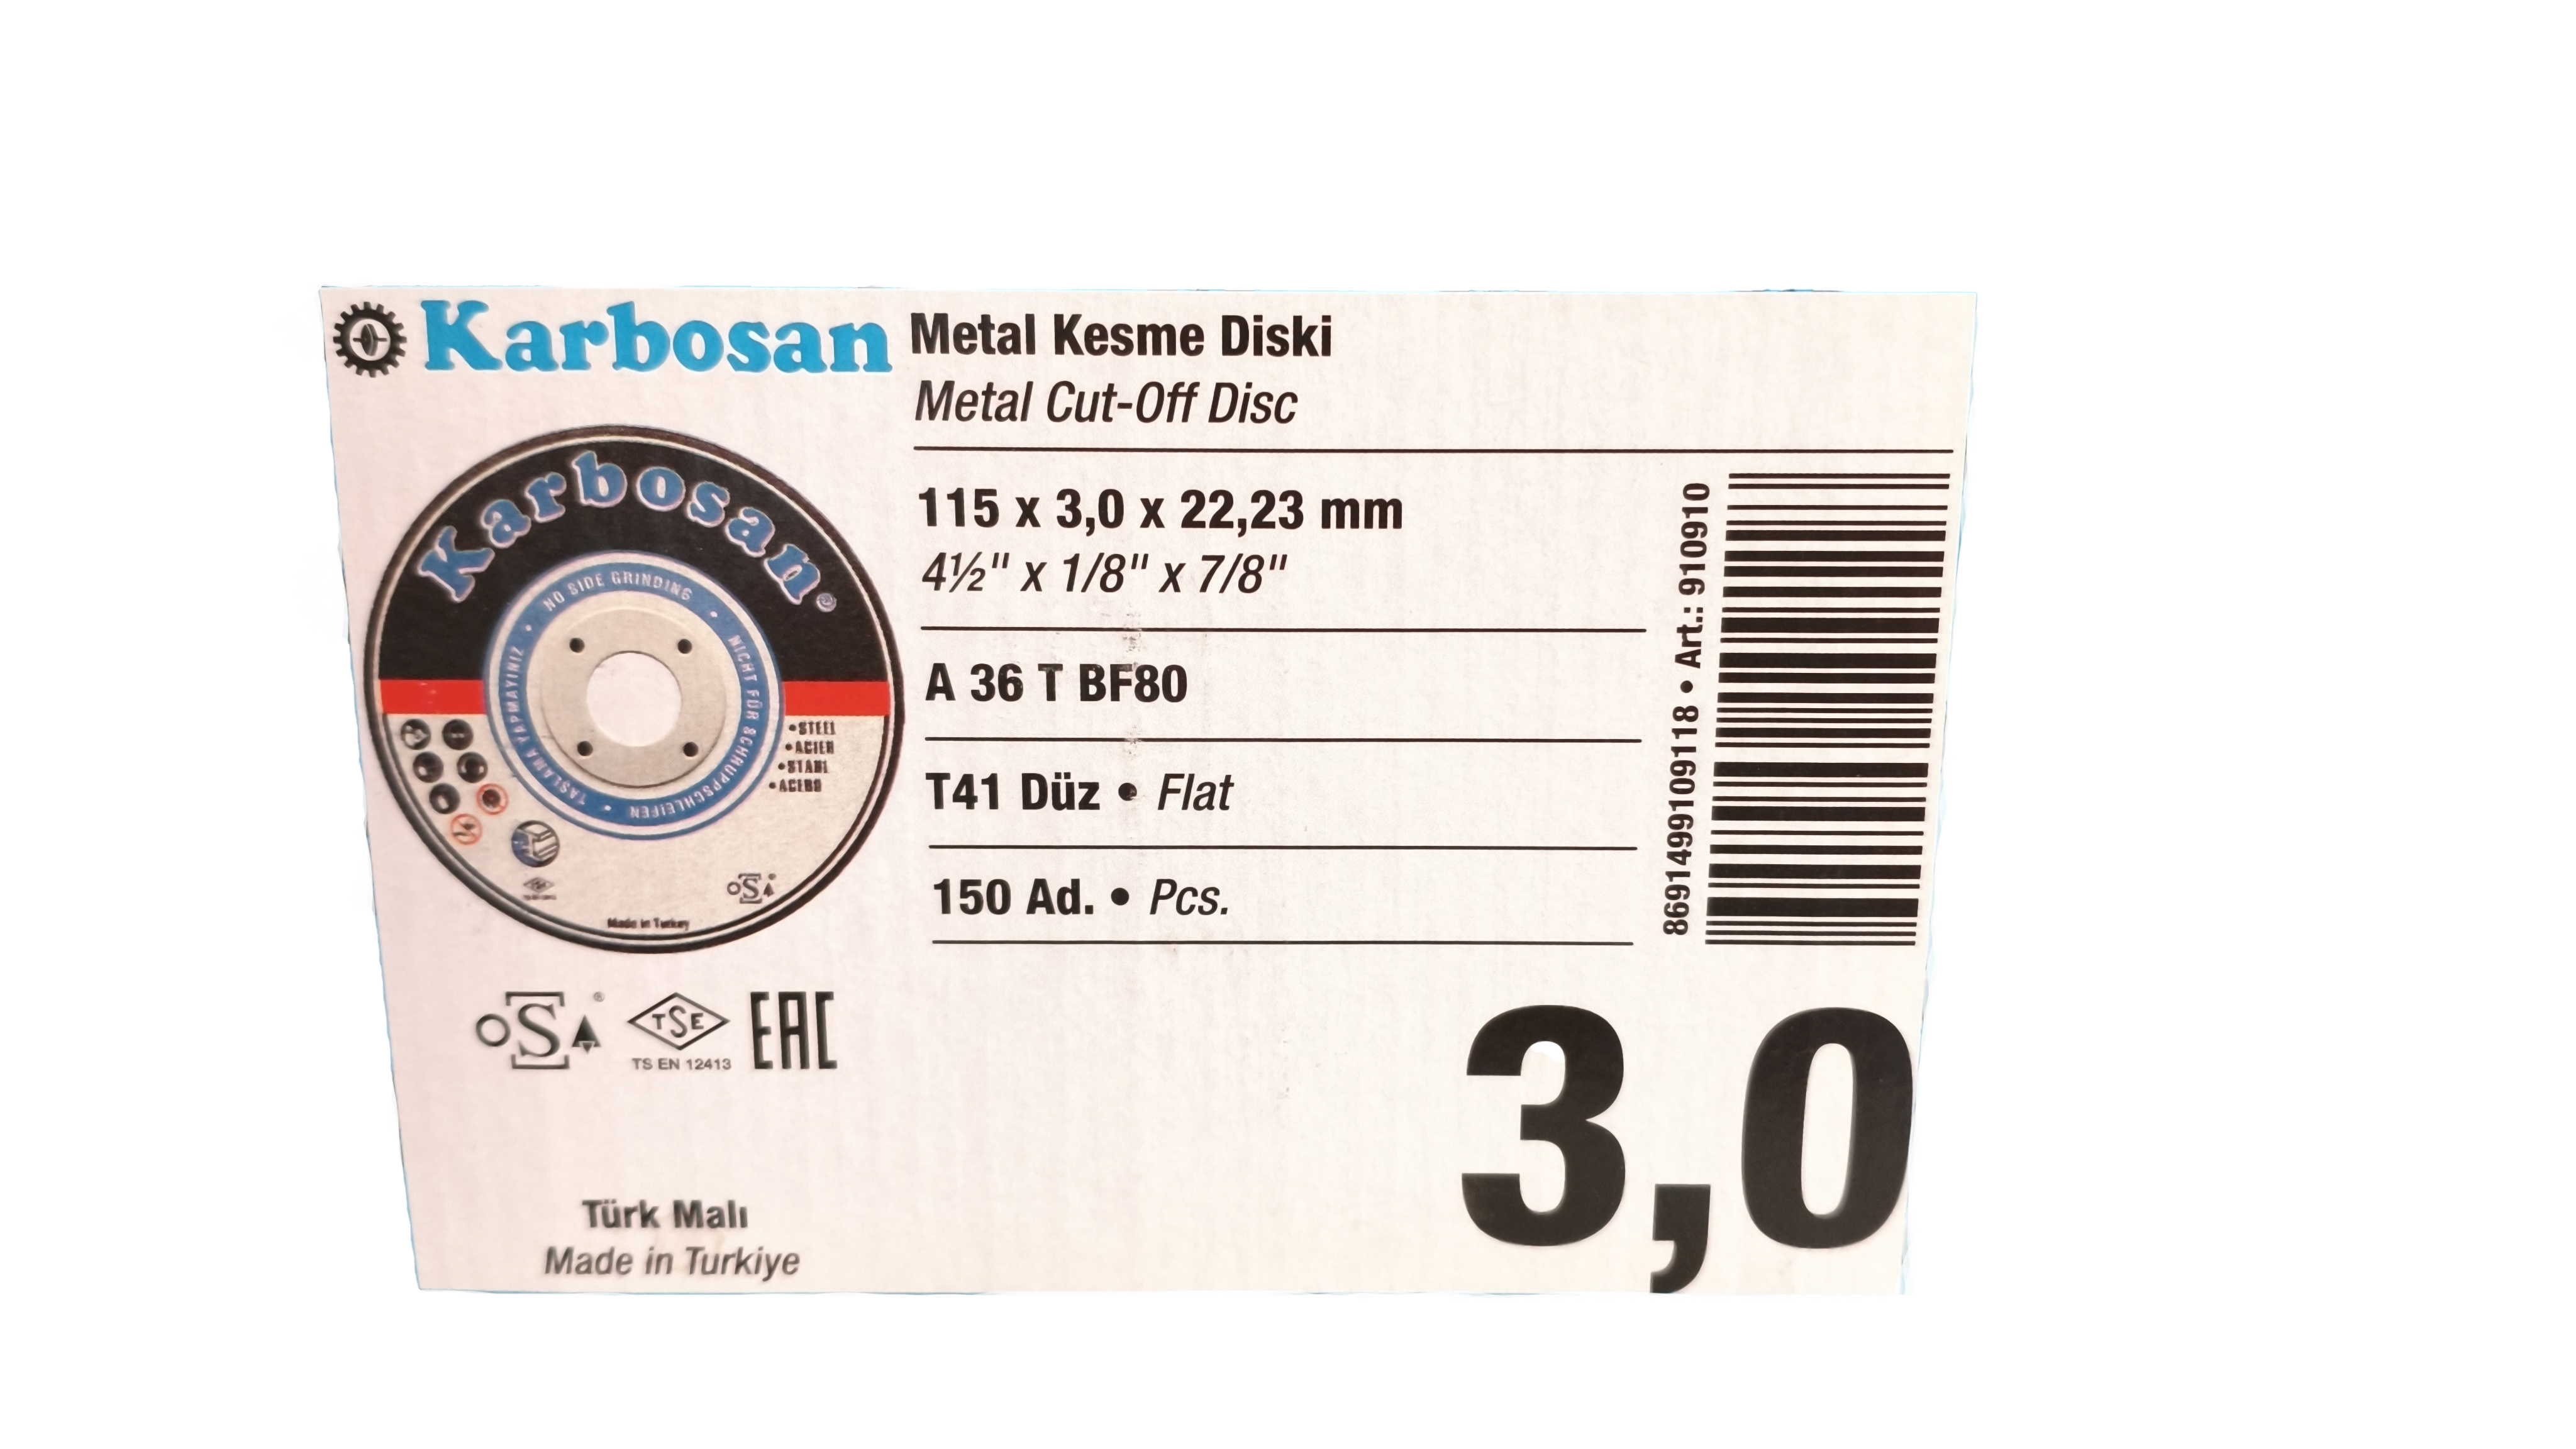 Karbosan
Metal Kesme Diski
Metal Cut-Off Disc
115 x 3,0 x 22,23 mm
4½" x 1/8" x 7/8"
A 36 T BF80
T41 Düz • Flat
150 Ad. • Pcs.
8691499109118 • Art.: 910910
Karbosan®
• NO SIDE GRINDING •
NICHT FÜR SCHRUPPSCHLEIFEN •
TAŞLAMA YAPMAYINIZ
•STEEL
•ACIER
•STAHL
•ACERO
oSA
Made in Turkey
oSA®
TSE
TS EN 12413
EAC
Türk Malı
Made in Turkiye
3,0